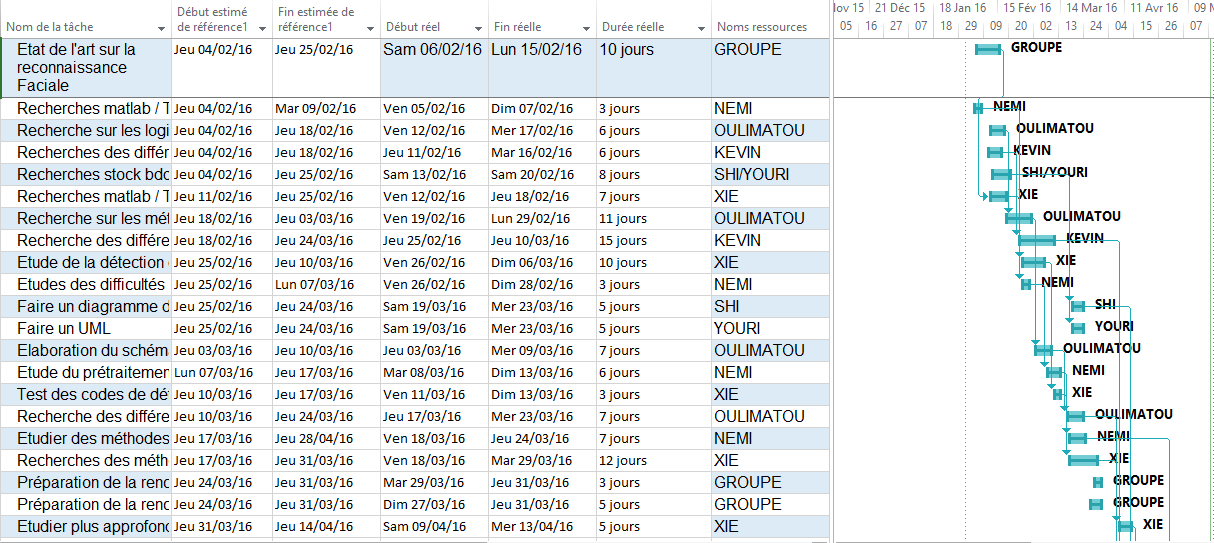 Nom de la tâche Début estimé de référence1 Fin estimée de référence1 Début réel Fin réelle Durée réelle Noms ressources
Etat de l'art sur la reconnaissance Faciale Jeu 04/02/16 Jeu 25/02/16 Sam 06/02/16 Lun 15/02/16 10 jours GROUPE
Recherches matlab / T Jeu 04/02/16 Mar 09/02/16 Ven 05/02/16 Dim 07/02/16 3 jours NEMI
Recherche sur les logi Jeu 04/02/16 Jeu 18/02/16 Ven 12/02/16 Mer 17/02/16 6 jours OULIMATOU
Recherches des différ Jeu 04/02/16 Jeu 18/02/16 Jeu 11/02/16 Mar 16/02/16 6 jours KEVIN
Recherches stock bdd Jeu 04/02/16 Jeu 25/02/16 Sam 13/02/16 Sam 20/02/16 8 jours SHI/YOURI
Recherches matlab / T Jeu 11/02/16 Jeu 25/02/16 Ven 12/02/16 Jeu 18/02/16 7 jours XIE
Recherche sur les mét Jeu 18/02/16 Jeu 03/03/16 Ven 19/02/16 Lun 29/02/16 11 jours OULIMATOU
Recherche des différe Jeu 18/02/16 Jeu 24/03/16 Jeu 25/02/16 Jeu 10/03/16 15 jours KEVIN
Etude de la détection Jeu 25/02/16 Jeu 10/03/16 Ven 26/02/16 Dim 06/03/16 10 jours XIE
Etudes des difficultés Jeu 25/02/16 Lun 07/03/16 Ven 26/02/16 Dim 28/02/16 3 jours NEMI
Faire un diagramme d Jeu 25/02/16 Jeu 24/03/16 Sam 19/03/16 Mer 23/03/16 5 jours SHI
Faire un UML Jeu 25/02/16 Jeu 24/03/16 Sam 19/03/16 Mer 23/03/16 5 jours YOURI
Elaboration du schéma Jeu 03/03/16 Jeu 10/03/16 Jeu 03/03/16 Mer 09/03/16 7 jours OULIMATOU
Etude du prétraitemen Lun 07/03/16 Jeu 17/03/16 Mar 08/03/16 Dim 13/03/16 6 jours NEMI
Test des codes de dét Jeu 10/03/16 Jeu 17/03/16 Ven 11/03/16 Dim 13/03/16 3 jours XIE
Recherche des différe Jeu 10/03/16 Jeu 24/03/16 Jeu 17/03/16 Mer 23/03/16 7 jours OULIMATOU
Etudier des méthodes Jeu 17/03/16 Jeu 28/04/16 Ven 18/03/16 Jeu 24/03/16 7 jours NEMI
Recherches des méth Jeu 17/03/16 Jeu 31/03/16 Ven 18/03/16 Mar 29/03/16 12 jours XIE
Préparation de la rend Jeu 24/03/16 Jeu 31/03/16 Mar 29/03/16 Jeu 31/03/16 3 jours GROUPE
Préparation de la rend Jeu 24/03/16 Jeu 31/03/16 Dim 27/03/16 Jeu 31/03/16 5 jours GROUPE
Etudier plus approfon Jeu 31/03/16 Jeu 14/04/16 Sam 09/04/16 Mer 13/04/16 5 jours XIE
Nov 15 21 Déc 15 18 Jan 16 15 Fév 16 14 Mar 16 11 Avr 16 09 M
05 16 27 07 18 29 09 20 02 13 24 04 15 26 07
GROUPE
NEMI
OULIMATOU
KEVIN
SHI/YOURI
XIE
OULIMATOU
KEVIN
XIE
NEMI
SHI
YOURI
OULIMATOU
NEMI
XIE
OULIMATOU
NEMI
XIE
GROUPE
GROUPE
XIE